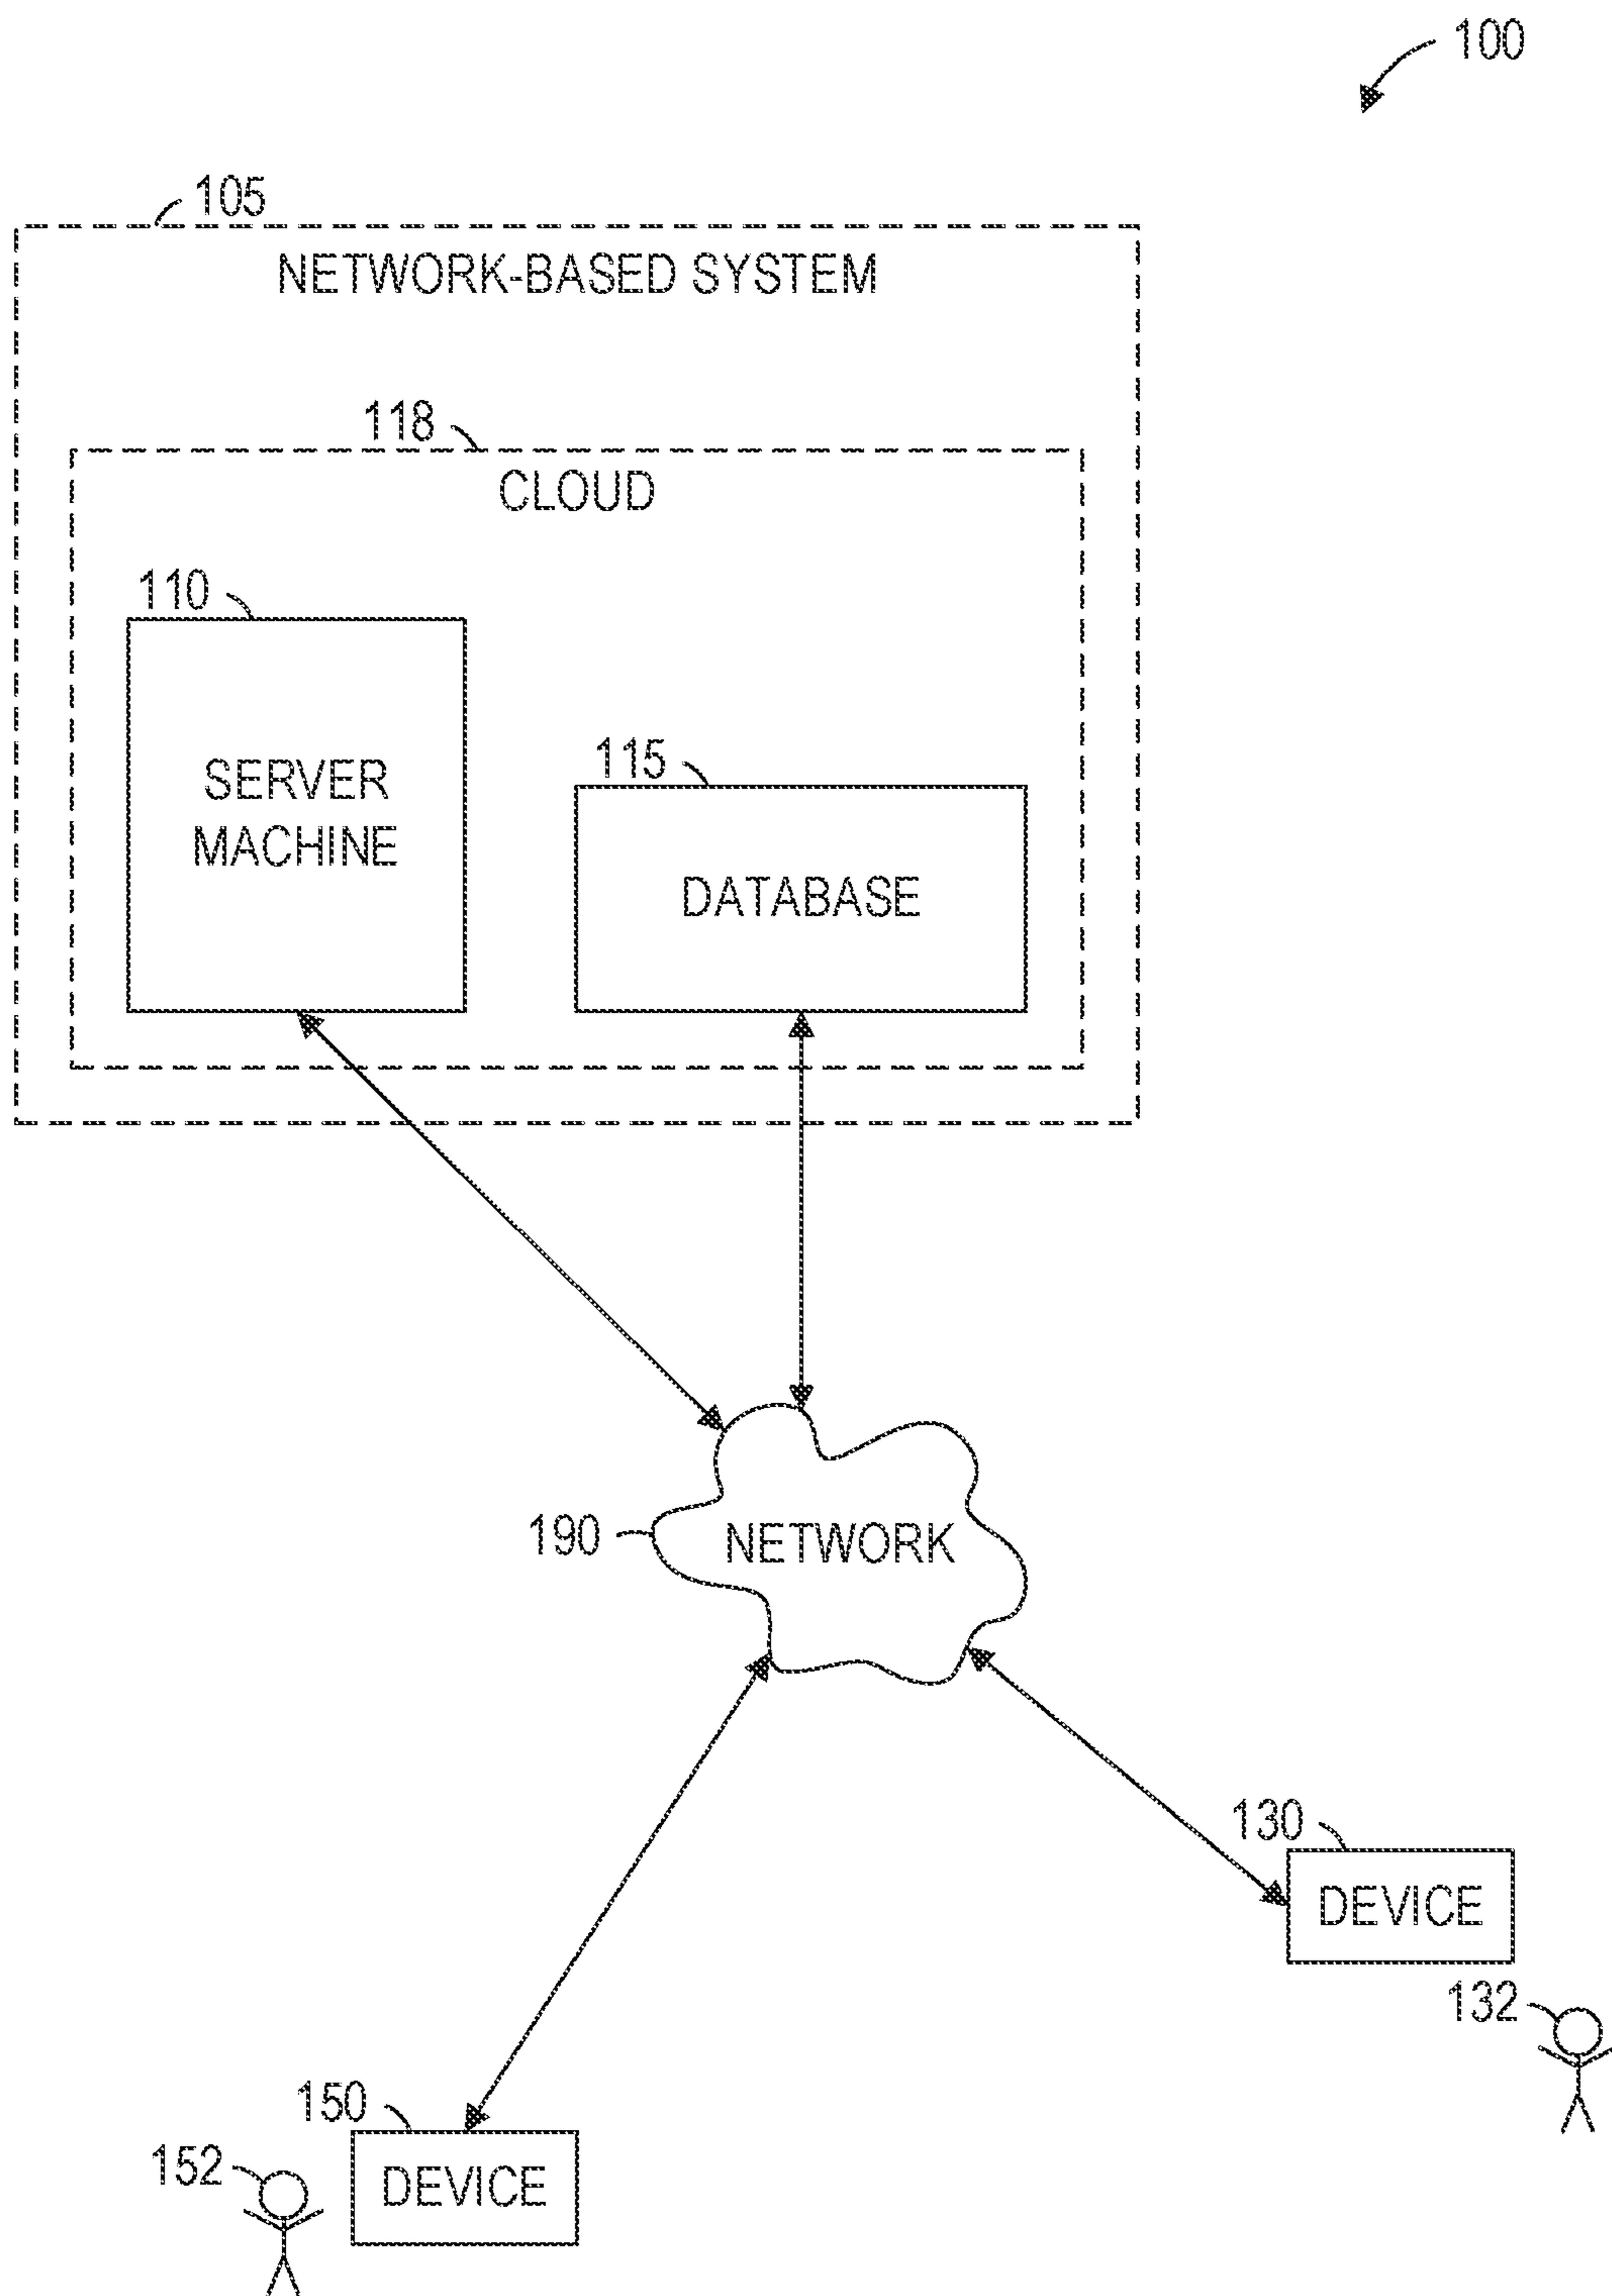 100
105
NETWORK-BASED SYSTEM
118
CLOUD
110
SERVER
MACHINE
115
DATABASE
190
NETWORK
130
DEVICE
132
150
DEVICE
152